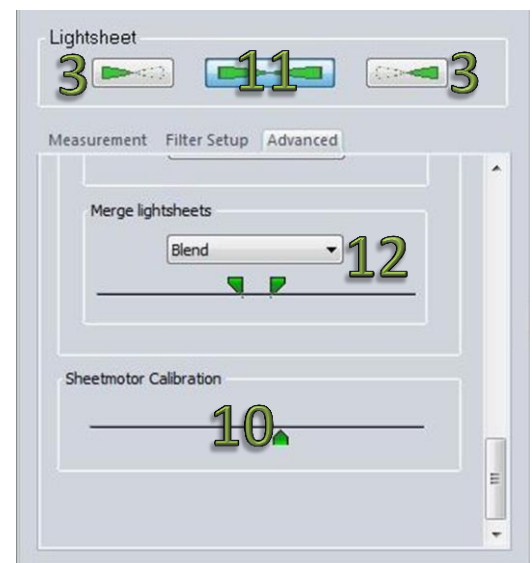 Lightsheet
3 11 3
Measurement Filter Setup Advanced
Merge lightsheets
Blend 12
Sheetmotor Calibration
10